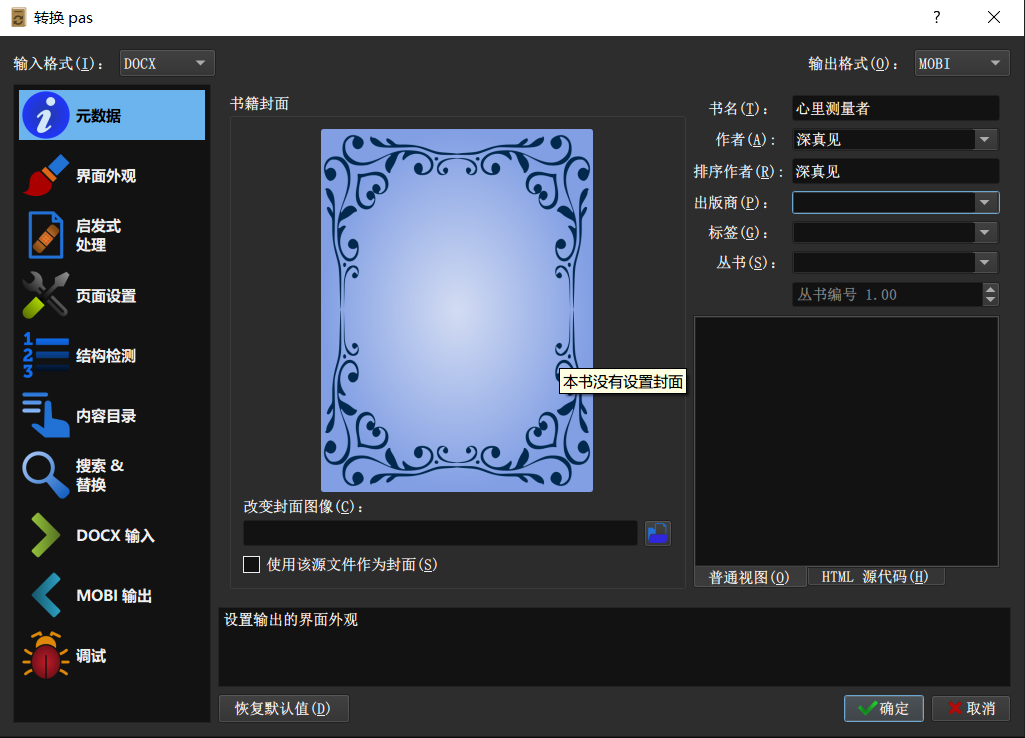 转换 pas
?
输入格式(I)：
DOCX
输出格式(O)：
MOBI
元数据
界面外观
启发式
处理
页面设置
结构检测
内容目录
搜索 &
替换
DOCX 输入
MOBI 输出
调试
书籍封面
本书没有设置封面
改变封面图像(C)：
使用该源文件作为封面(S)
书名(T)：
心里测量者
作者(A)：
深真见
排序作者(R)：
深真见
出版商(P)：
标签(G)：
丛书(S)：
丛书编号 1.00
普通视图(O)
HTML 源代码(H)
设置输出的界面外观
恢复默认值(D)
确定
取消